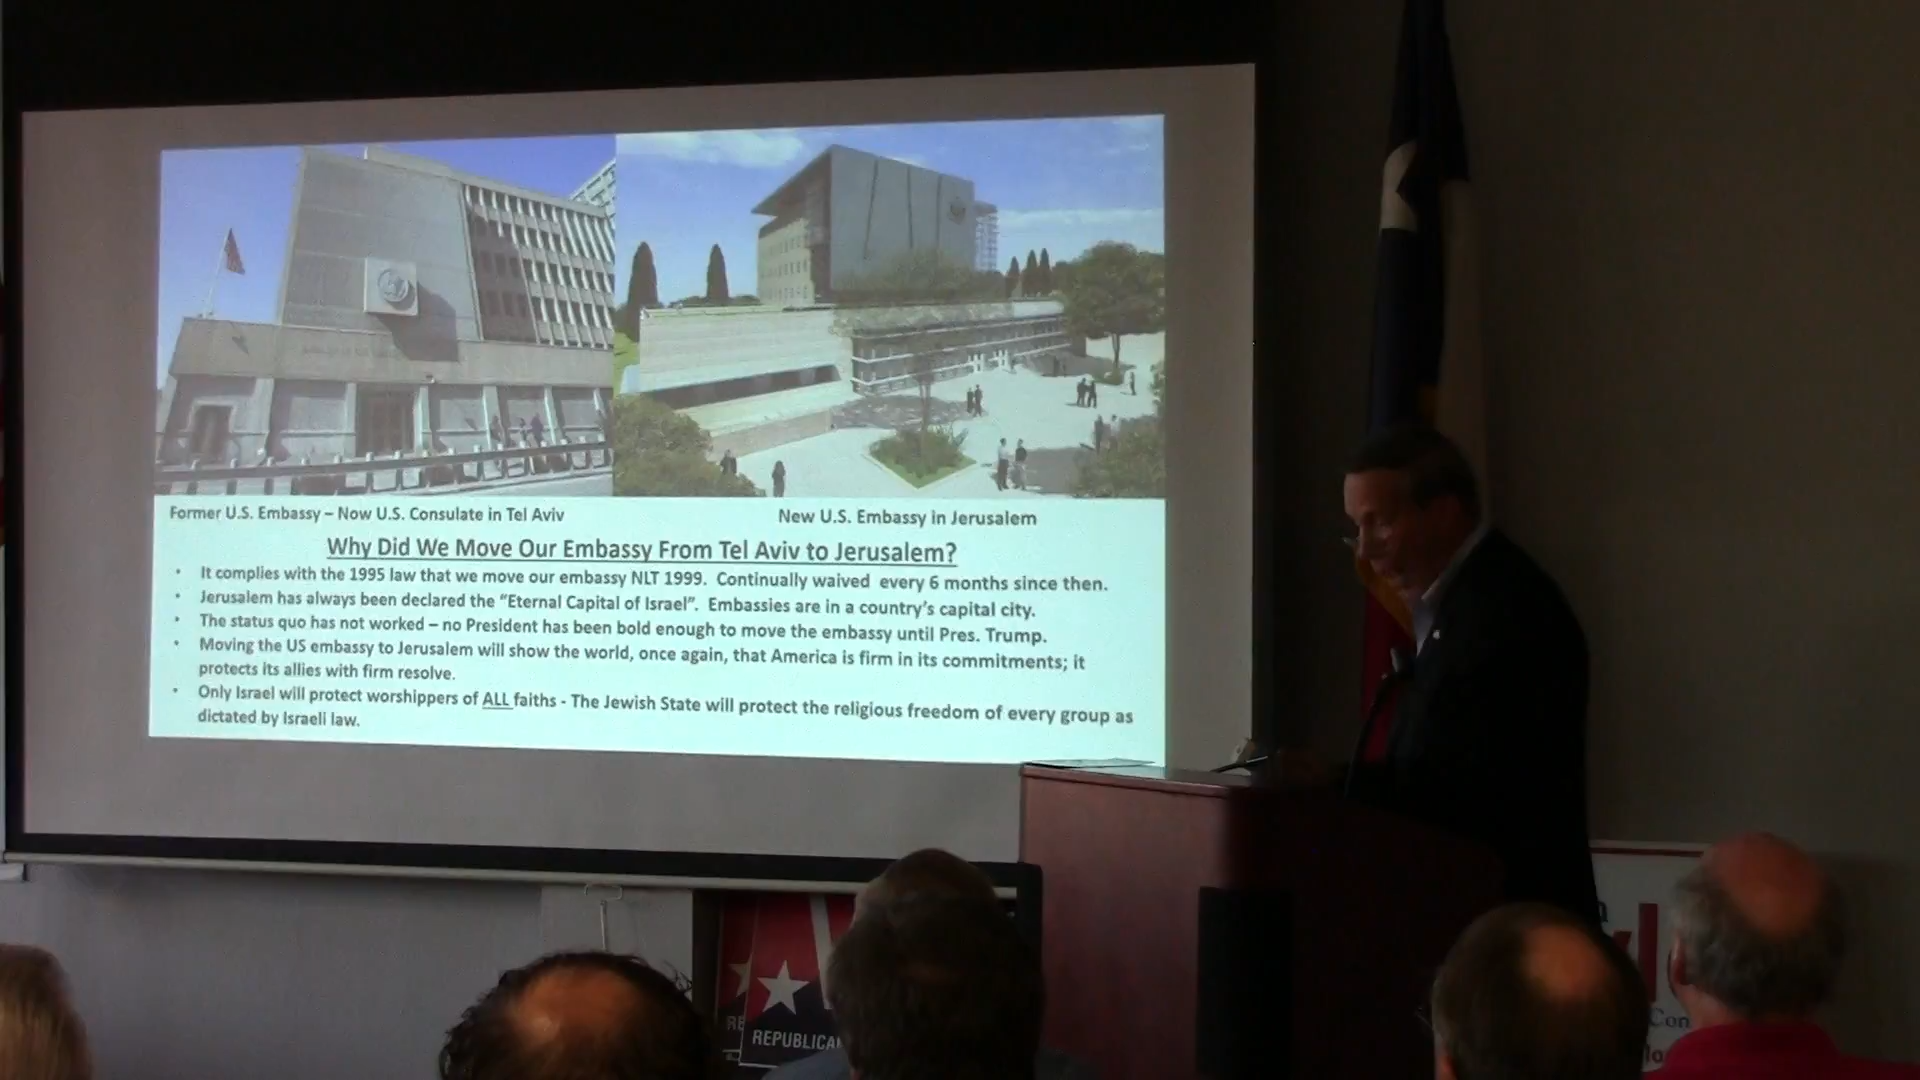 Former U.S. Embassy – Now U.S. Consulate in Tel Aviv
New U.S. Embassy in Jerusalem
Why Did We Move Our Embassy From Tel Aviv to Jerusalem?
• It complies with the 1995 law that we move our embassy NLT 1999. Continually waived every 6 months since then.
• Jerusalem has always been declared the “Eternal Capital of Israel”. Embassies are in a country’s capital city.
• The status quo has not worked – no President has been bold enough to move the embassy until Pres. Trump.
• Moving the US embassy to Jerusalem will show the world, once again, that America is firm in its commitments; it
protects its allies with firm resolve.
• Only Israel will protect worshippers of ALL faiths - The Jewish State will protect the religious freedom of every group as
dictated by Israeli law.
RE
REPUBLICA
Con